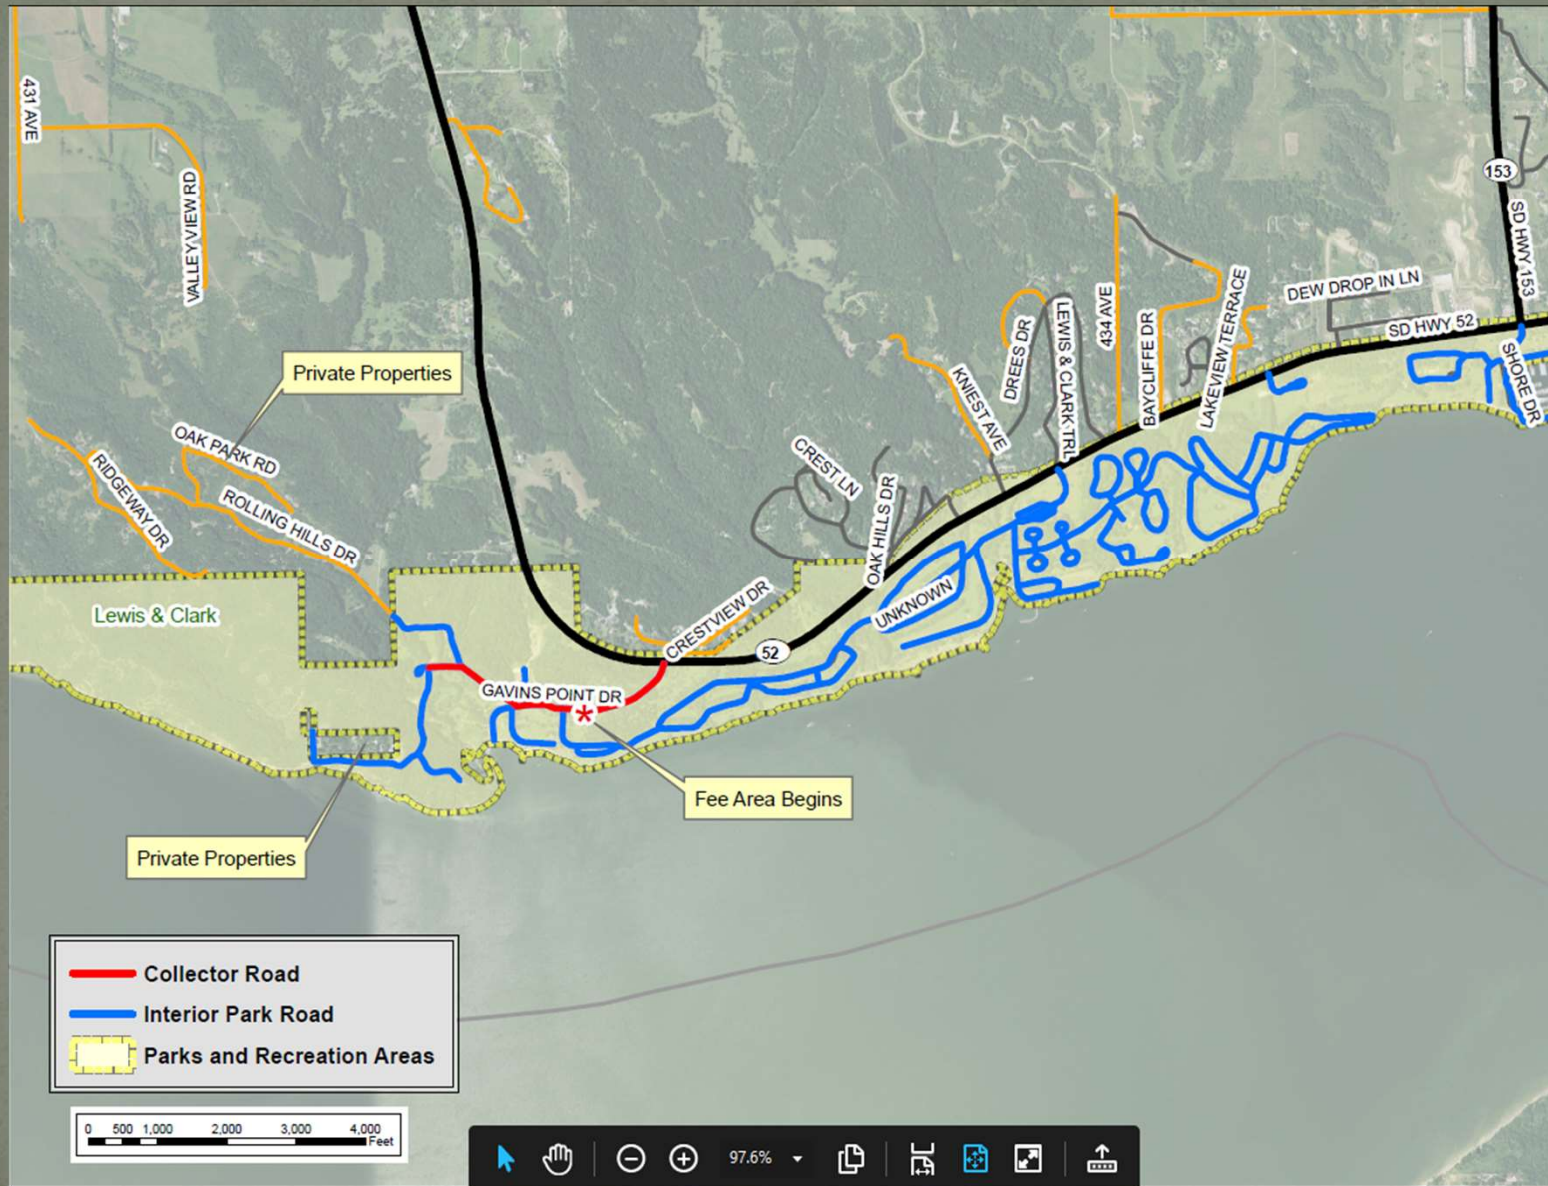 431 AVE
VALLEY VIEW RD
153
SD HWY 153
DEW DROP IN LN
SD HWY 52
434 AVE
BAYCLIFFE DR
LAKEVIEW TERRACE
LEWIS & CLARK TRL
DREES DR
KNIEST AVE
SHORE DR
Private Properties
OAK PARK RD
RIDGEWAY DR
ROLLING HILLS DR
CREST LN
OAK HILLS DR
UNKNOWN
CRESTVIEW DR
52
Lewis & Clark
GAVINS POINT DR
*
Fee Area Begins
Private Properties
Collector Road
Interior Park Road
Parks and Recreation Areas
0 500 1,000 2,000 3,000 4,000
Feet
97.6%